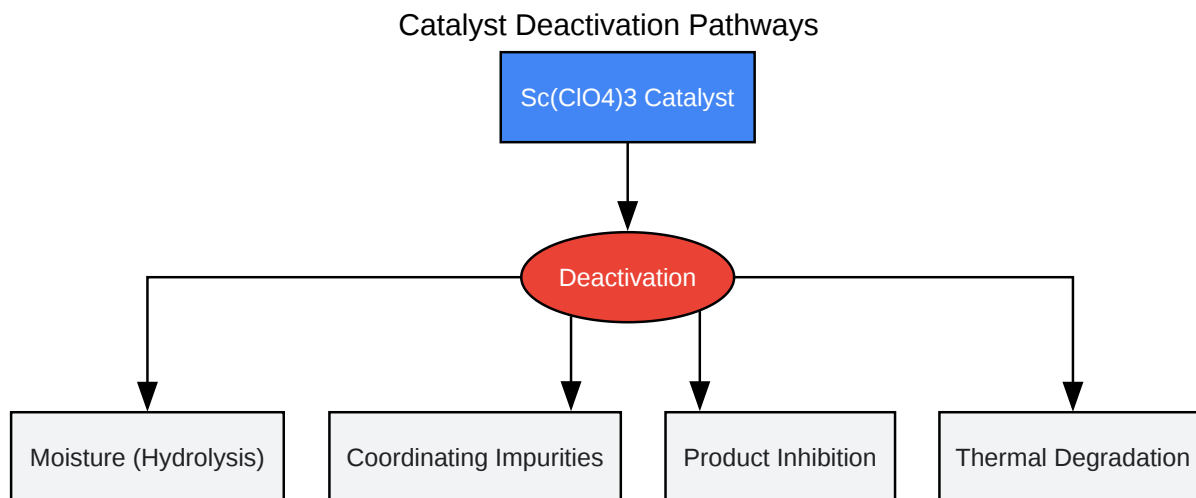 Catalyst Deactivation Pathways
Sc(ClO4)3 Catalyst
Deactivation
Moisture (Hydrolysis)
Coordinating Impurities
Product Inhibition
Thermal Degradation